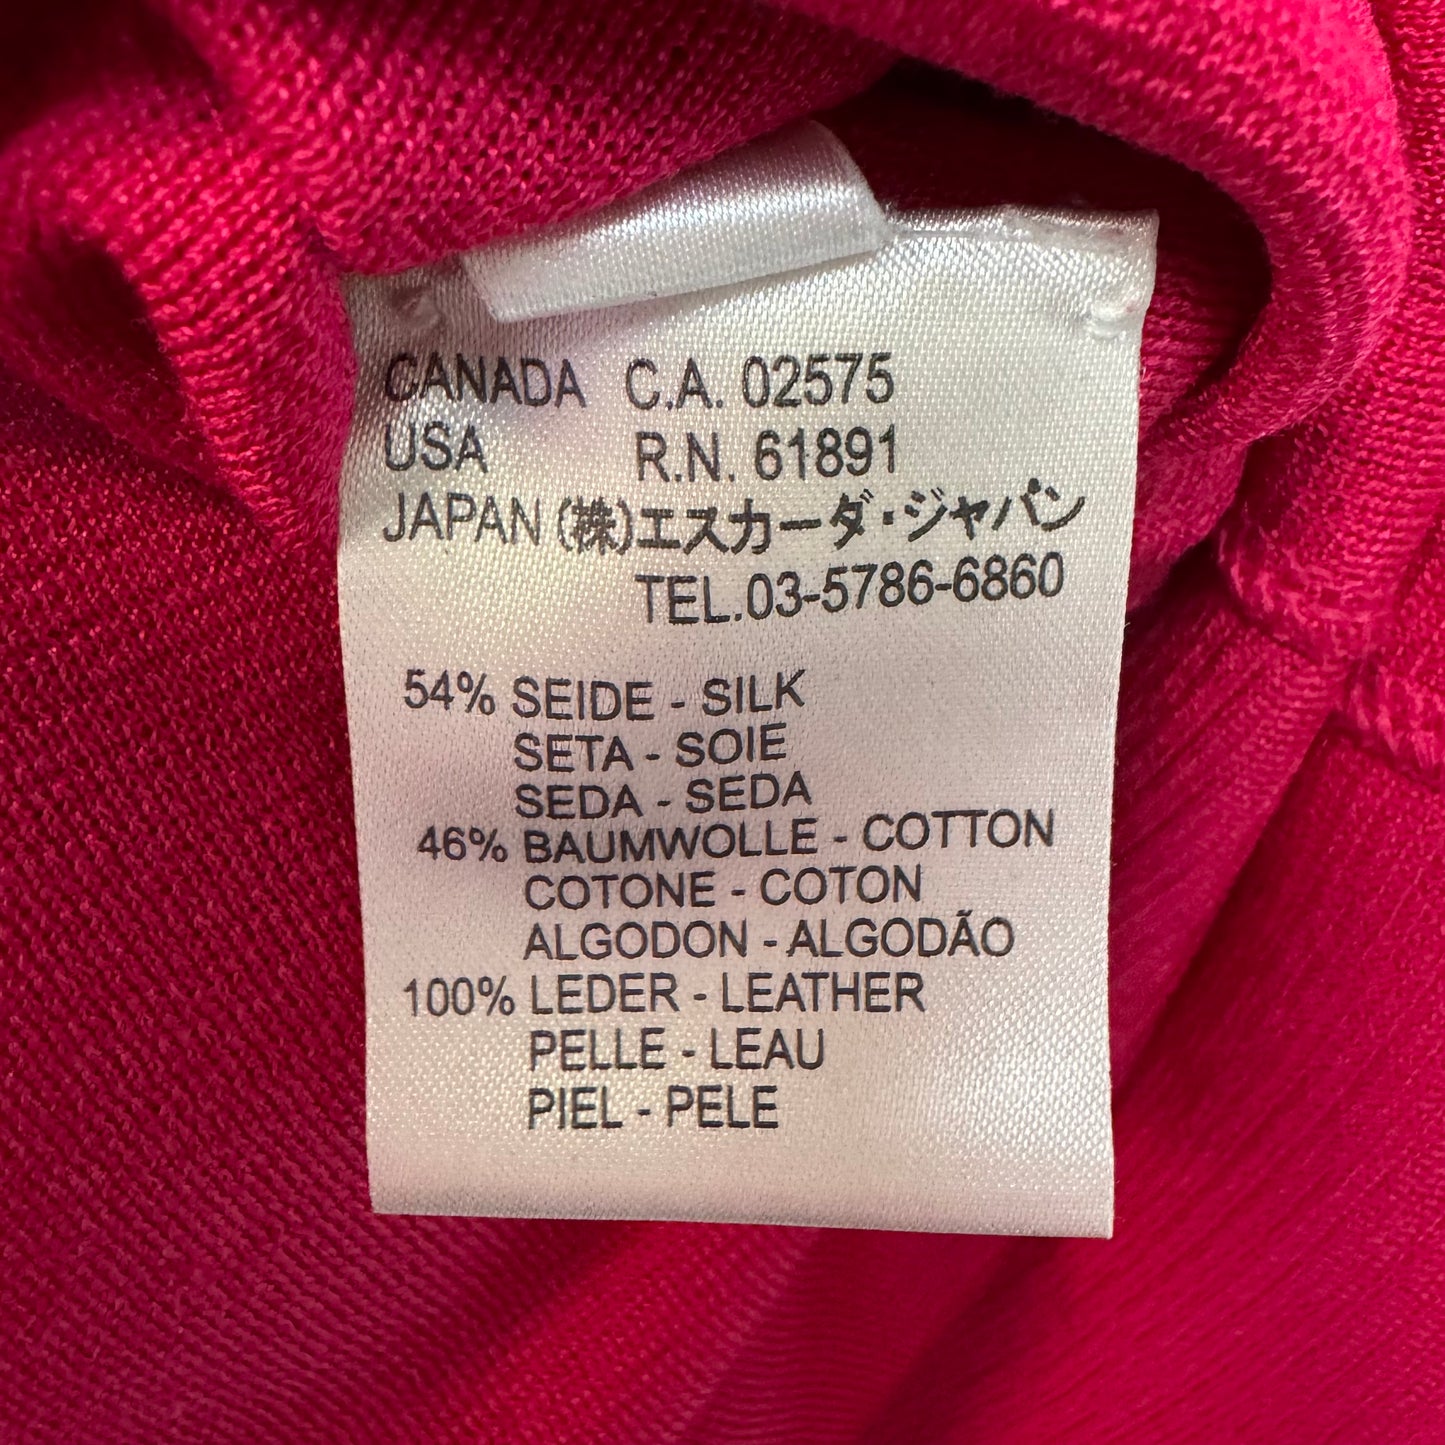 CANADA C.A. 02575
USA R.N. 61891
JAPAN (株)エスカーダ・ジャパン
TEL.03-5786-6860
54% SEIDE - SILK
SETA - SOIE
SEDA - SEDA
46% BAUMWOLLE - COTTON
COTONE - COTON
ALGODON - ALGODÃO
100% LEDER - LEATHER
PELLE - LEAU
PIEL - PELE